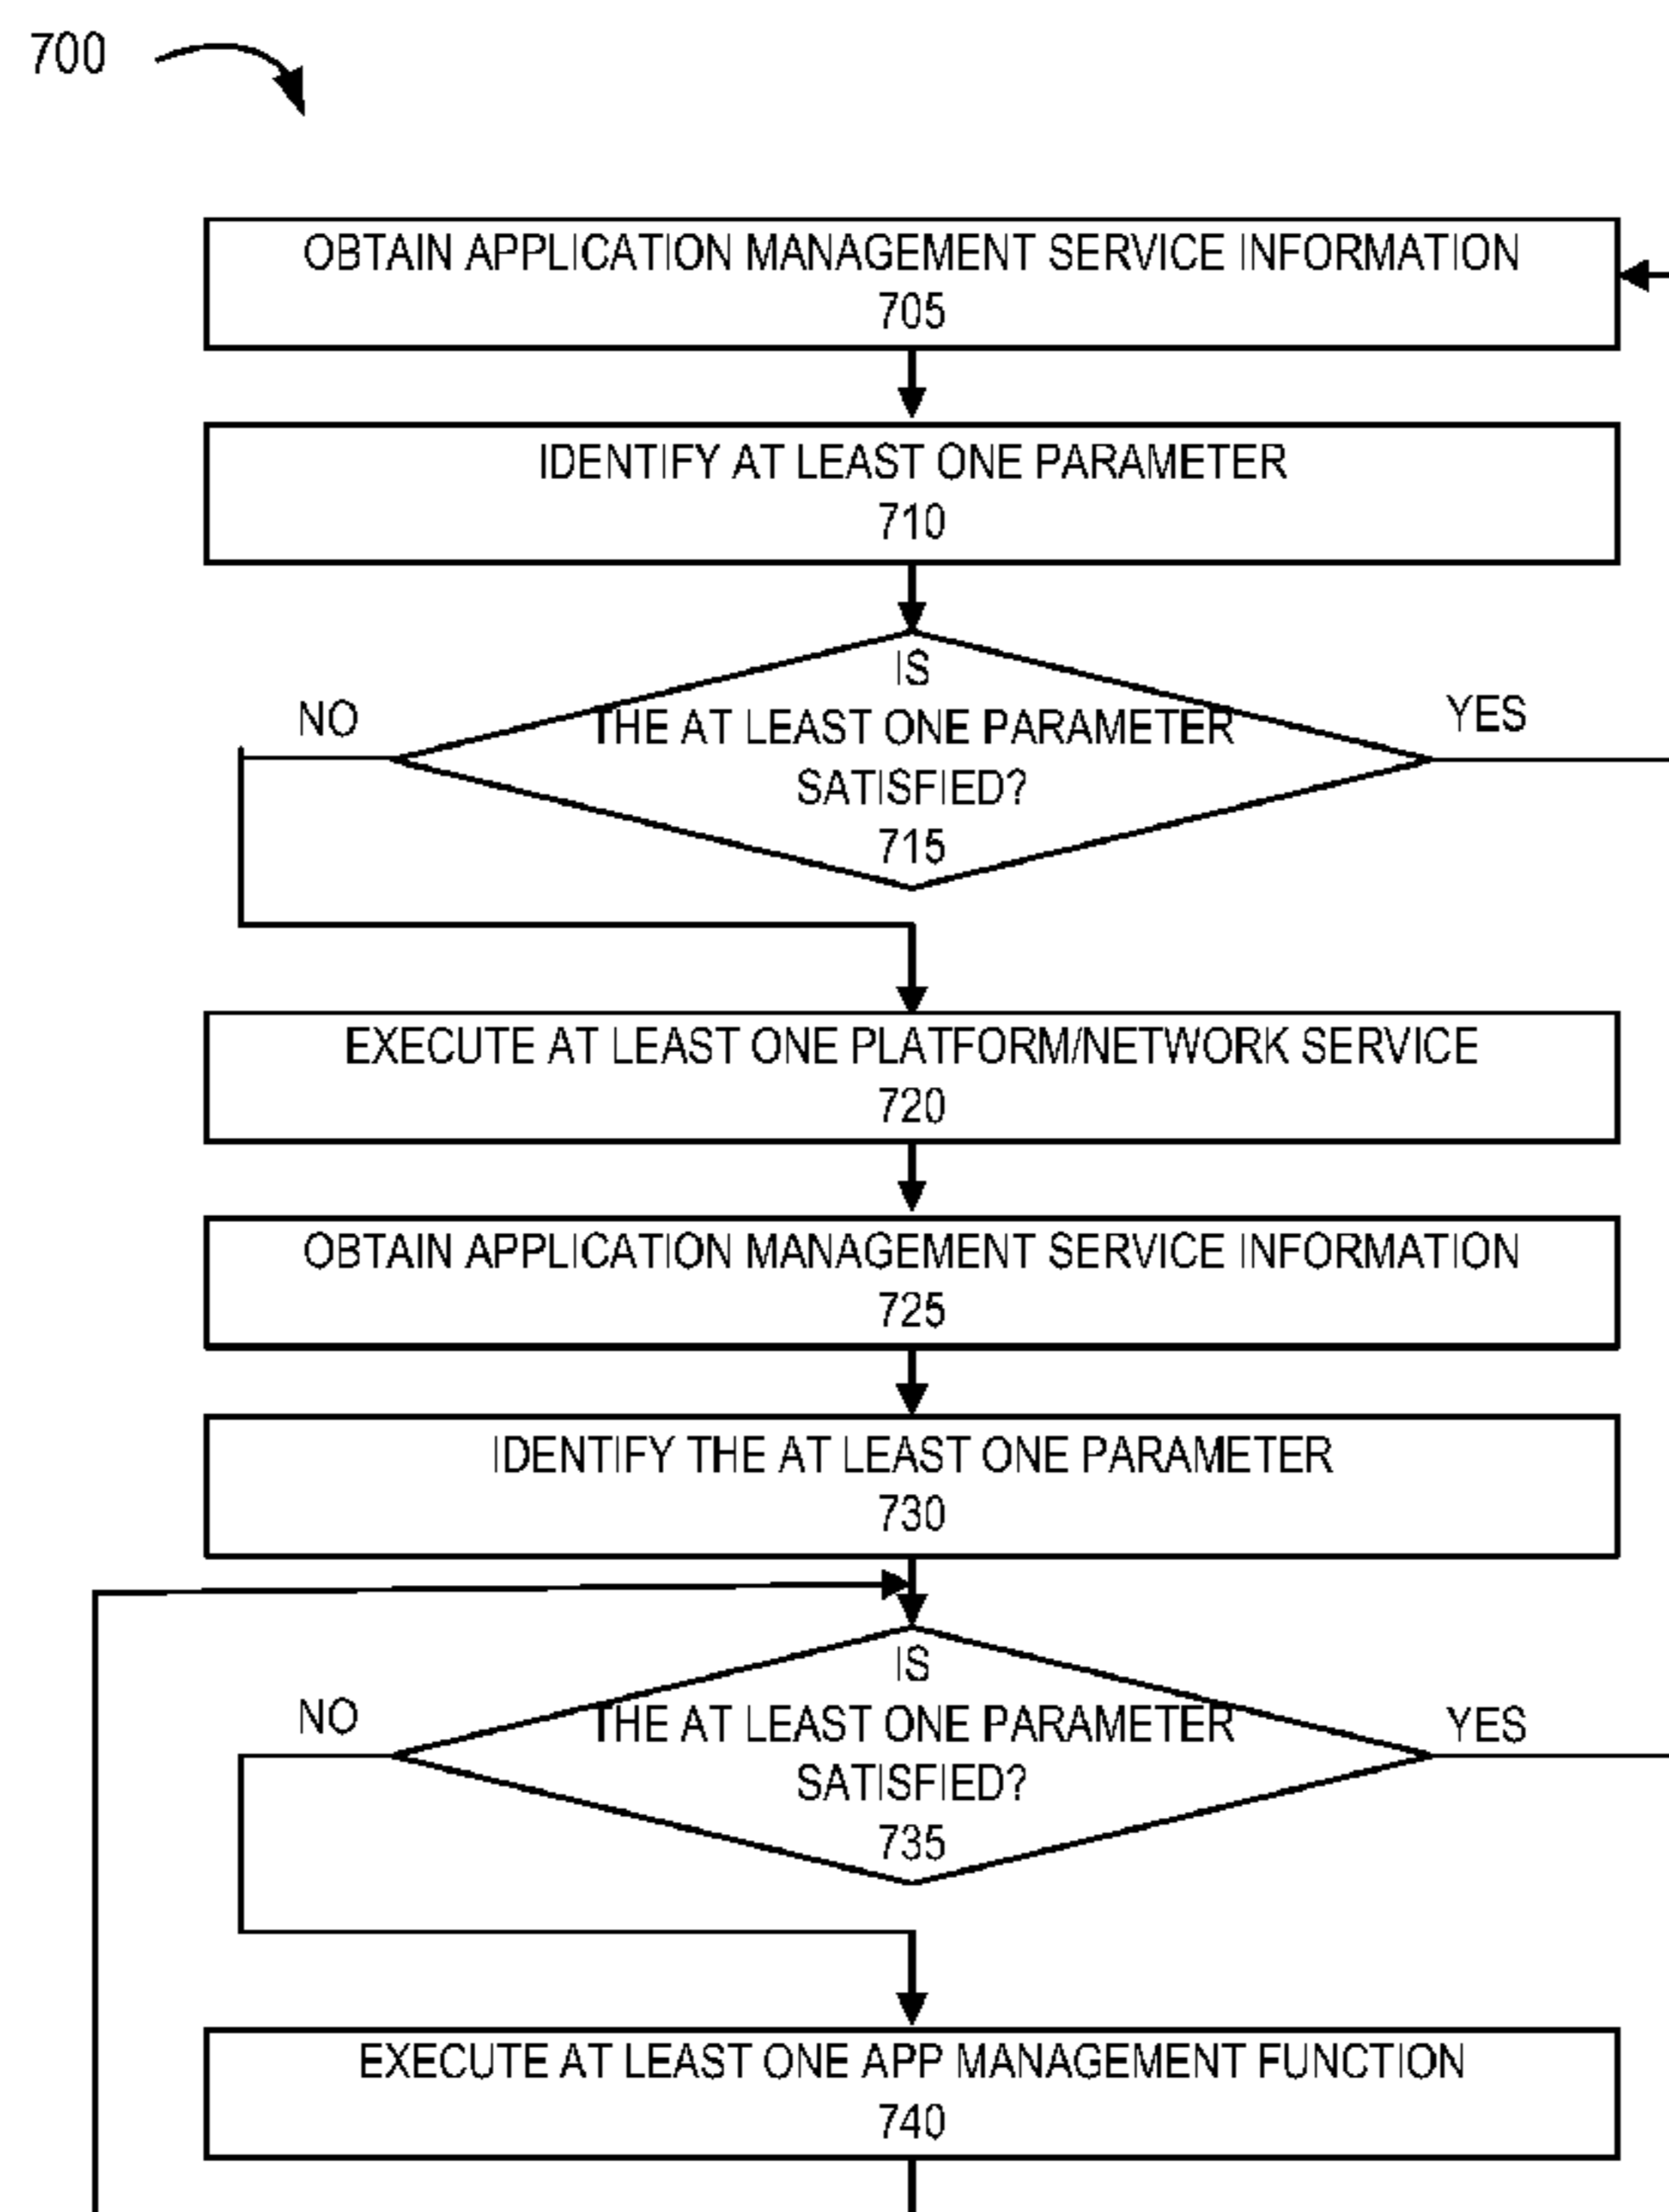 700
OBTAIN APPLICATION MANAGEMENT SERVICE INFORMATION
705
IDENTIFY AT LEAST ONE PARAMETER
710
IS
THE AT LEAST ONE PARAMETER
SATISFIED?
715
NO
YES
EXECUTE AT LEAST ONE PLATFORM/NETWORK SERVICE
720
OBTAIN APPLICATION MANAGEMENT SERVICE INFORMATION
725
IDENTIFY THE AT LEAST ONE PARAMETER
730
IS
THE AT LEAST ONE PARAMETER
SATISFIED?
735
NO
YES
EXECUTE AT LEAST ONE APP MANAGEMENT FUNCTION
740